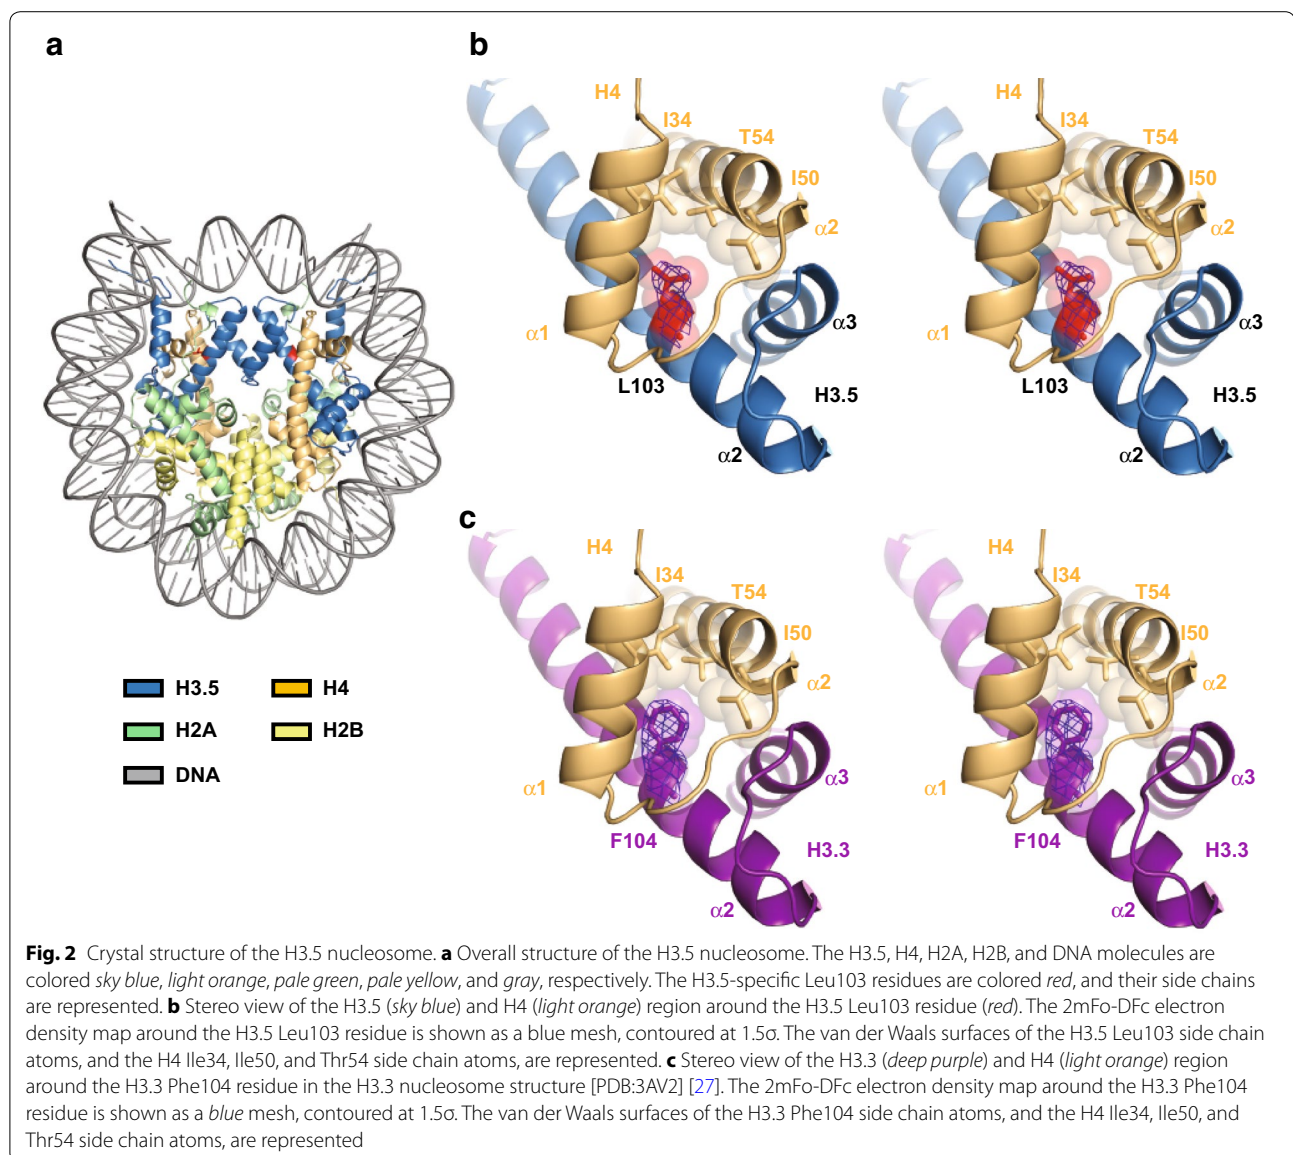 a
H3.5
H4
H2A
H2B
DNA
b
H4
I34
T54
I50
α2
α1
α3
L103
H3.5
α2
H4
I34
T54
I50
α2
α1
α3
L103
H3.5
α2
c
H4
I34
T54
I50
α2
α1
α3
F104
H3.3
α2
H4
I34
T54
I50
α2
α1
α3
F104
H3.3
α2
Fig. 2 Crystal structure of the H3.5 nucleosome. a Overall structure of the H3.5 nucleosome. The H3.5, H4, H2A, H2B, and DNA molecules are
colored sky blue, light orange, pale green, pale yellow, and gray, respectively. The H3.5-specific Leu103 residues are colored red, and their side chains
are represented. b Stereo view of the H3.5 (sky blue) and H4 (light orange) region around the H3.5 Leu103 residue (red). The 2mFo-DFc electron
density map around the H3.5 Leu103 residue is shown as a blue mesh, contoured at 1.5σ. The van der Waals surfaces of the H3.5 Leu103 side chain
atoms, and the H4 Ile34, Ile50, and Thr54 side chain atoms, are represented. c Stereo view of the H3.3 (deep purple) and H4 (light orange) region
around the H3.3 Phe104 residue in the H3.3 nucleosome structure [PDB:3AV2] [27]. The 2mFo-DFc electron density map around the H3.3 Phe104
residue is shown as a blue mesh, contoured at 1.5σ. The van der Waals surfaces of the H3.3 Phe104 side chain atoms, and the H4 Ile34, Ile50, and
Thr54 side chain atoms, are represented